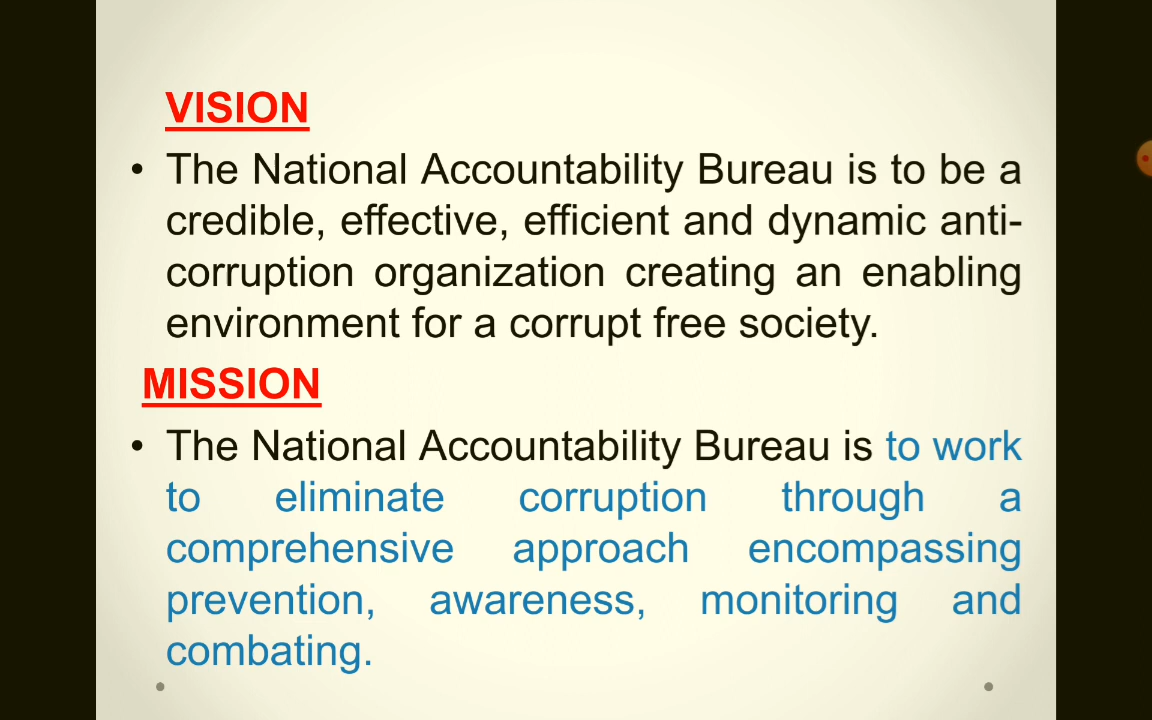 VISION
• The National Accountability Bureau is to be a
credible, effective, efficient and dynamic anti-
corruption organization creating an enabling
environment for a corrupt free society.
MISSION
• The National Accountability Bureau is to work
to eliminate corruption through a
comprehensive approach encompassing
prevention, awareness, monitoring and
combating.